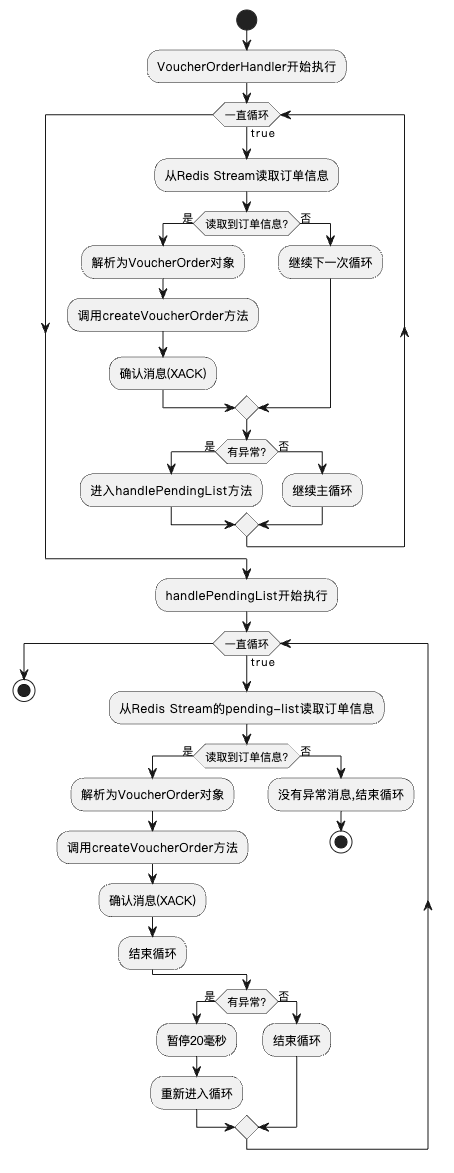 VoucherOrderHandler开始执行
一直循环
true
从Redis Stream读取订单信息
是
读取到订单信息?
否
解析为VoucherOrder对象
继续下一次循环
调用createVoucherOrder方法
确认消息(XACK)
是
有异常?
否
进入handlePendingList方法
继续主循环
handlePendingList开始执行
一直循环
true
从Redis Stream的pending-list读取订单信息
是
读取到订单信息?
否
解析为VoucherOrder对象
没有异常消息,结束循环
调用createVoucherOrder方法
确认消息(XACK)
结束循环
是
有异常?
否
暂停20毫秒
结束循环
重新进入循环